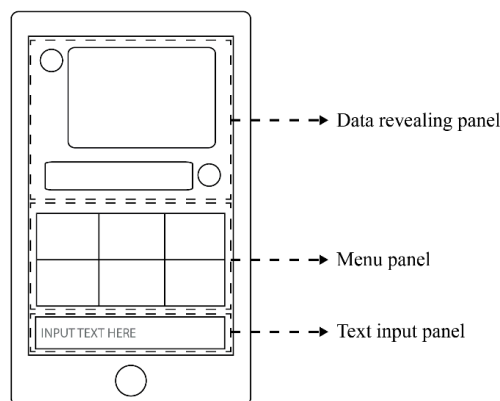 Data revealing panel
Menu panel
INPUT TEXT HERE
Text input panel